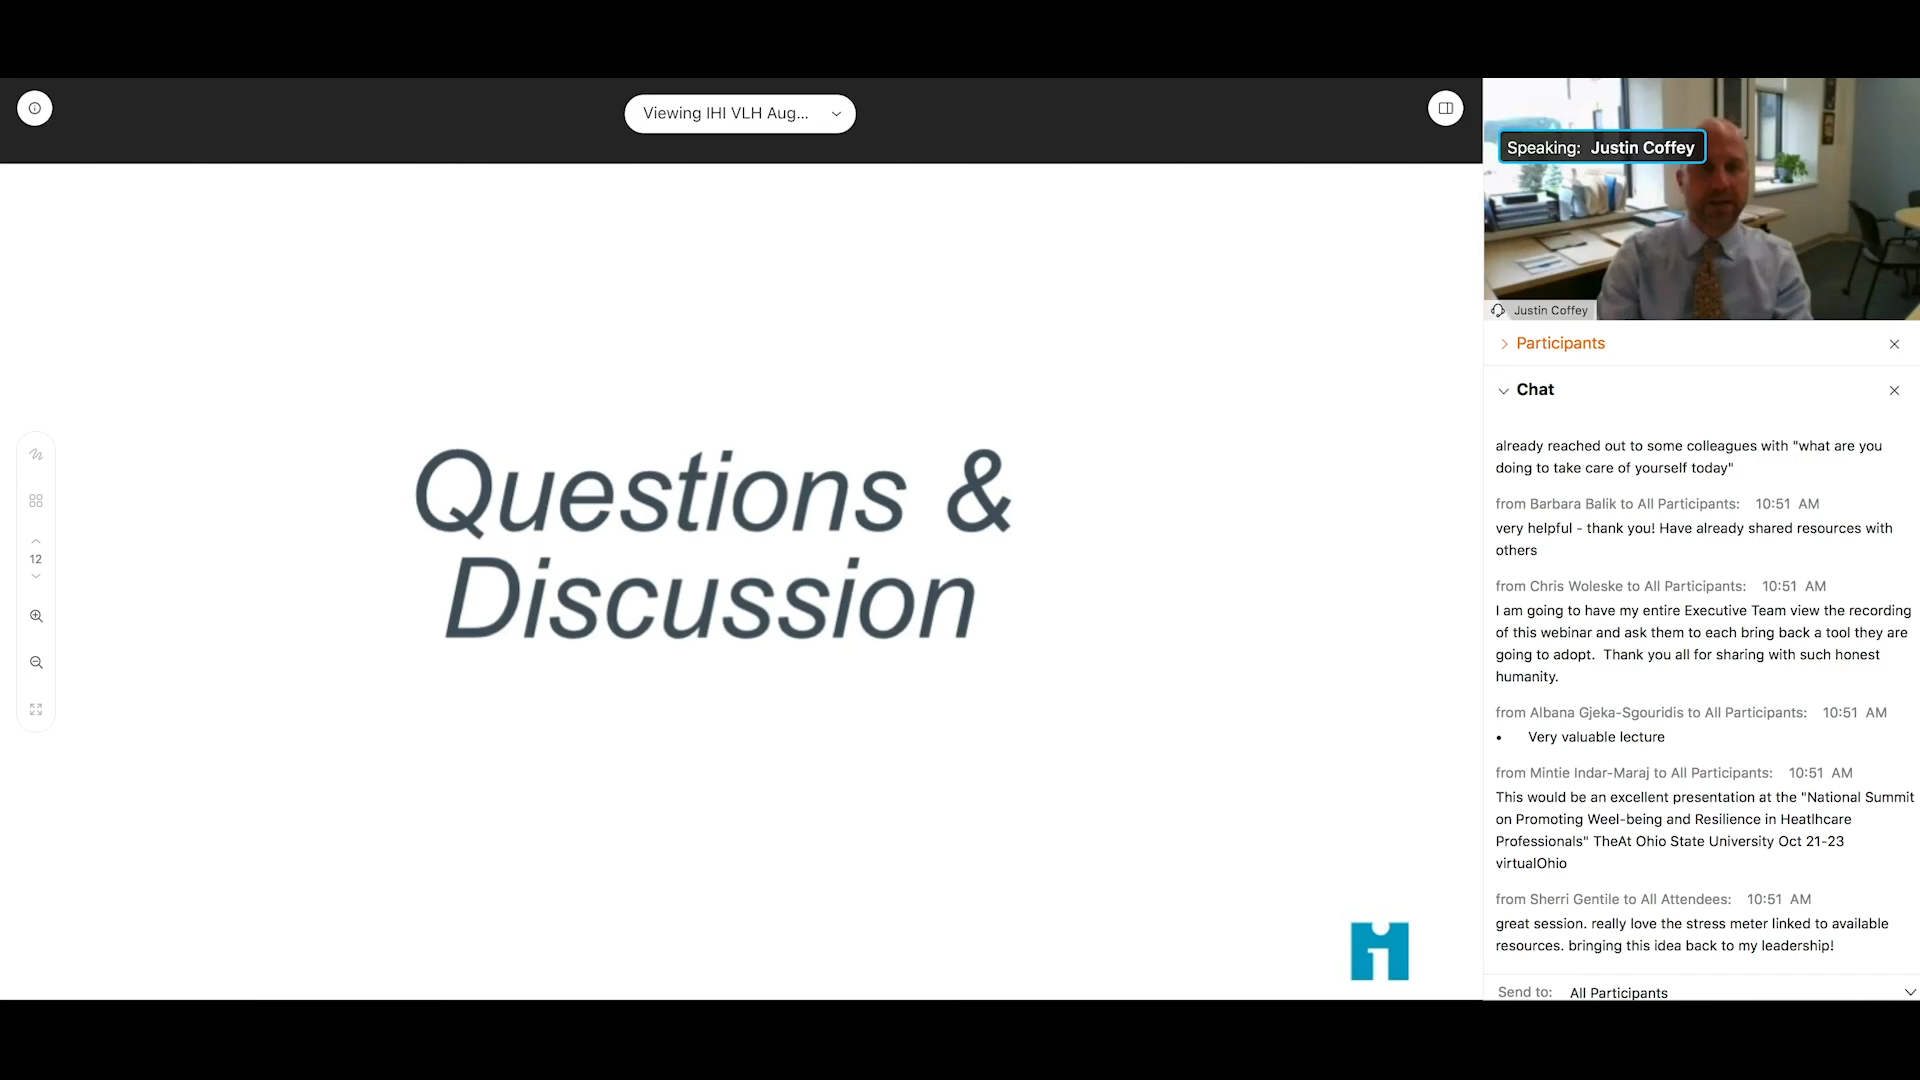 Viewing IHI VLH Aug...
Speaking: Justin Coffey
Justin Coffey
Participants
Chat
already reached out to some colleagues with "what are you
doing to take care of yourself today"
from Barbara Balik to All Participants: 10:51 AM
very helpful - thank you! Have already shared resources with
others
from Chris Woleske to All Participants: 10:51 AM
I am going to have my entire Executive Team view the recording
of this webinar and ask them to each bring back a tool they are
going to adopt.  Thank you all for sharing with such honest
humanity.
from Albana Gjeka-Sgouridis to All Participants: 10:51 AM
• Very valuable lecture
from Mintie Indar-Maraj to All Participants: 10:51 AM
This would be an excellent presentation at the "National Summit
on Promoting Weel-being and Resilience in Heatlhcare
Professionals" TheAt Ohio State University Oct 21-23
virtualOhio
from Sherri Gentile to All Attendees: 10:51 AM
great session. really love the stress meter linked to available
resources. bringing this idea back to my leadership!
Send to: All Participants
12
Questions &
Discussion